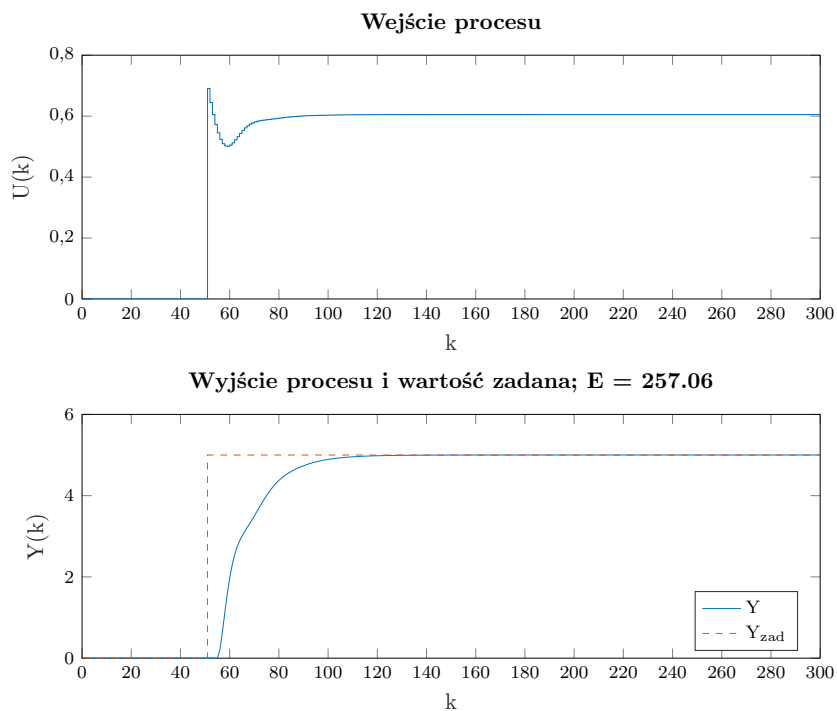 Wejście procesu
0,8
0,6
0,4
0,2
0
U(k)
0 20 40 60 80 100 120 140 160 180 200 220 240 260 280 300
k
Wyjście procesu i wartość zadana; E = 257.06
6
4
2
0
Y(k)
Y
Y_zad
0 20 40 60 80 100 120 140 160 180 200 220 240 260 280 300
k